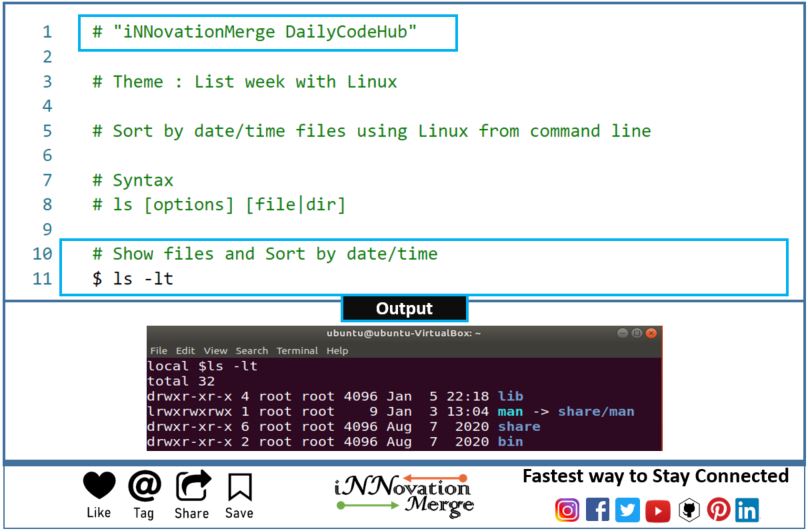 1 # "iNNovationMerge DailyCodeHub"
2
3 # Theme : List week with Linux
4
5 # Sort by date/time files using Linux from command line
6
7 # Syntax
8 # ls [options] [file|dir]
9
10 # Show files and Sort by date/time
11 $ ls -lt
Output
ubuntu@ubuntu-VirtualBox: ~
File Edit View Search Terminal Help
local $ls -lt
total 32
drwxr-xr-x 4 root root 4096 Jan  5 22:18 lib
lrwxrwxrwx 1 root root    9 Jan  3 13:04 man -> share/man
drwxr-xr-x 6 root root 4096 Aug  7  2020 share
drwxr-xr-x 2 root root 4096 Aug  7  2020 bin
Like Tag Share Save
iNNovation
Merge
Fastest way to Stay Connected